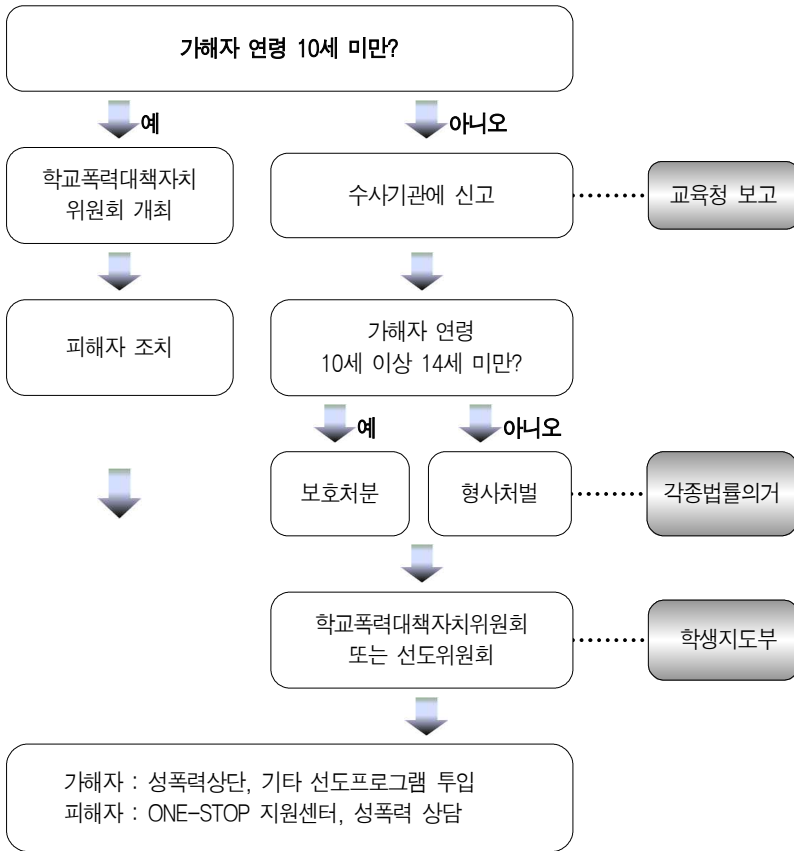 가해자 연령 10세 미만?
예
아니오
학교폭력대책자치
위원회 개최
수사기관에 신고
교육청 보고
피해자 조치
가해자 연령
10세 이상 14세 미만?
예
아니오
보호처분
형사처벌
각종법률의거
학교폭력대책자치위원회
또는 선도위원회
학생지도부
가해자 : 성폭력상단, 기타 선도프로그램 투입
피해자 : ONE-STOP 지원센터, 성폭력 상담